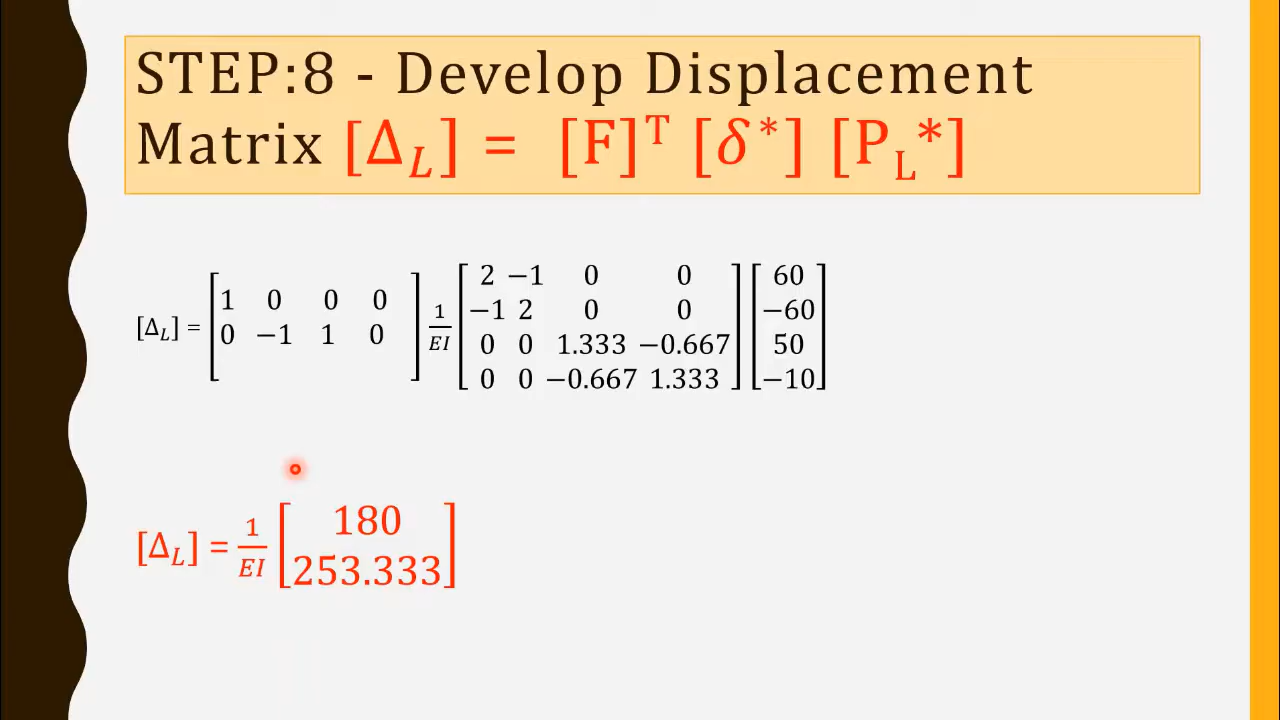 STEP:8 - Develop Displacement
Matrix [Δ_L] = [F]^T [δ*] [P_L*]
[Δ_L] = [1 0 0 0; 0 −1 1 0] 1/EI [2 −1 0 0; −1 2 0 0; 0 0 1.333 −0.667; 0 0 −0.667 1.333] [60; −60; 50; −10]
[Δ_L] = 1/EI [180; 253.333]